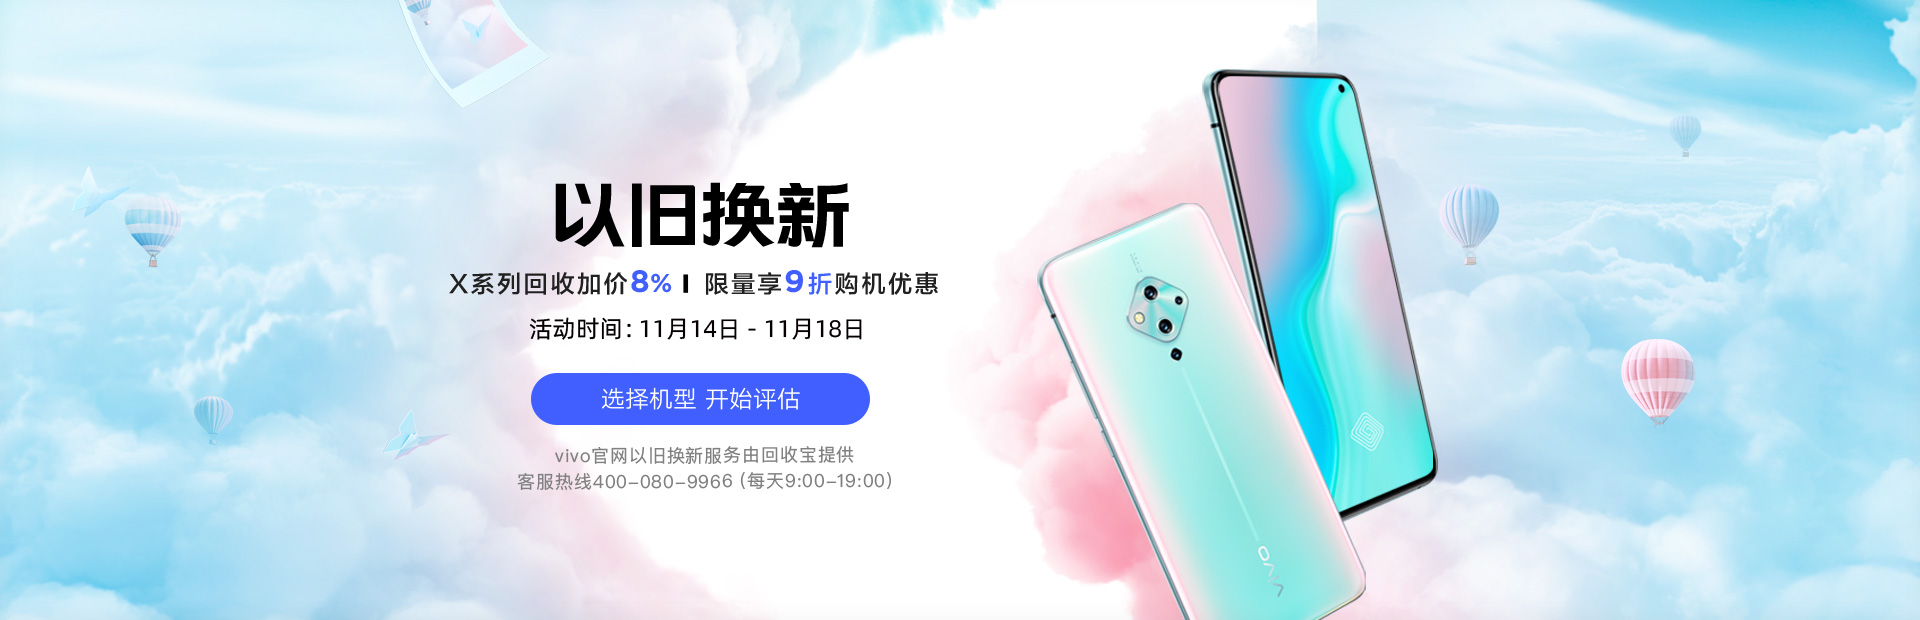 以旧换新
X系列回收加价8% I 限量享9折购机优惠
活动时间: 11月14日 - 11月18日
选择机型 开始评估
vivo官网以旧换新服务由回收宝提供
客服热线400-080-9966 (每天9:00-19:00)
vivo